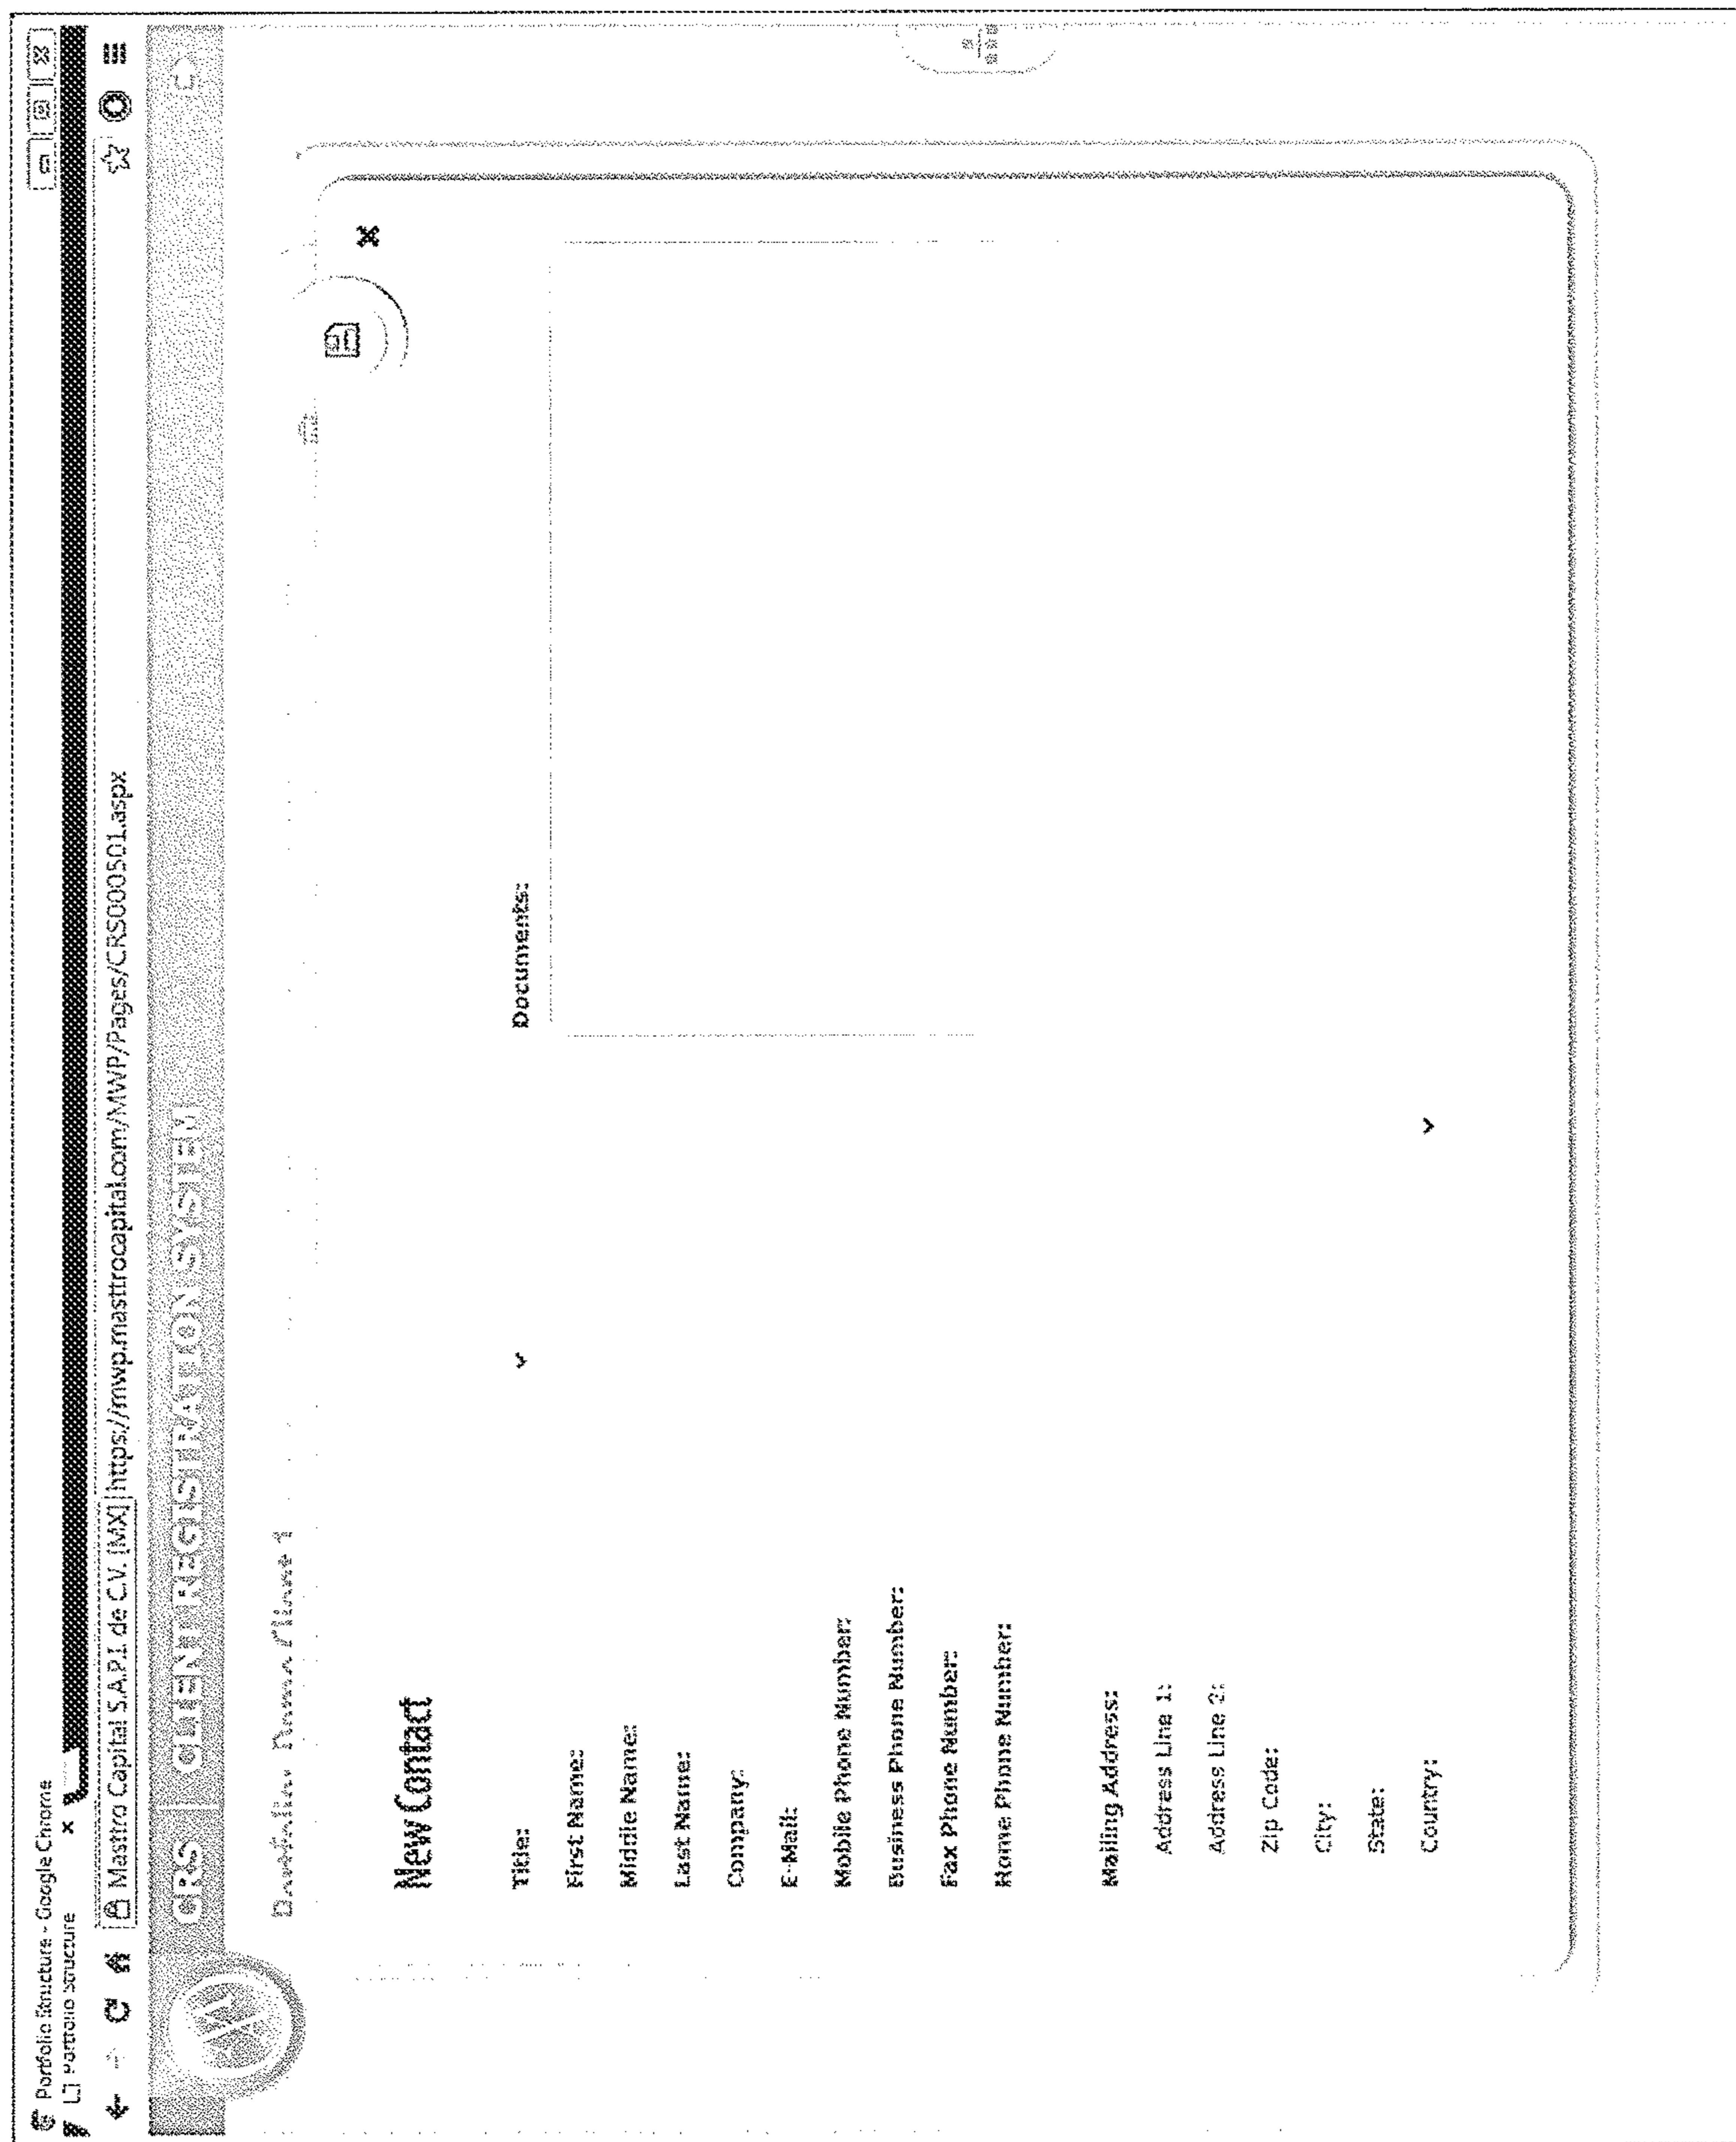 Portfolio Structure - Google Chrome
Portfolio Structure ×
Mastro Capital S.A.P.I. de C.V. [MX] https://mwp.masttrocapital.com/MWP/Pages/CRS000501.aspx
CRS | CLIENT REGISTRATION SYSTEM
New Contact
Title:
Documents:
First Name:
Middle Name:
Last Name:
Company:
E-Mail:
Mobile Phone Number:
Business Phone Number:
Fax Phone Number:
Home Phone Number:
Mailing Address:
Address Line 1:
Address Line 2:
Zip Code:
City:
State:
Country: